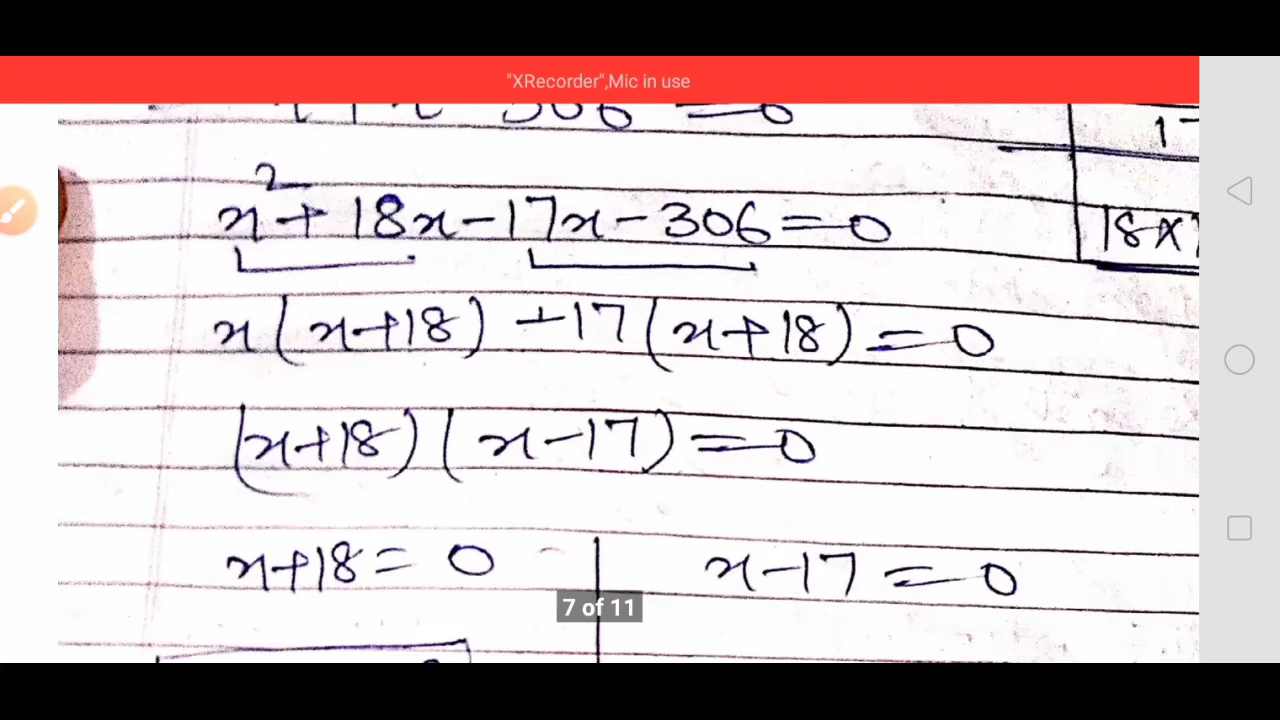 "XRecorder",Mic in use
x² + 18x - 17x - 306 = 0
x(x+18) +17(x+18) = 0
(x+18)(x-17) = 0
x+18 = 0
x-17 = 0
7 of 11